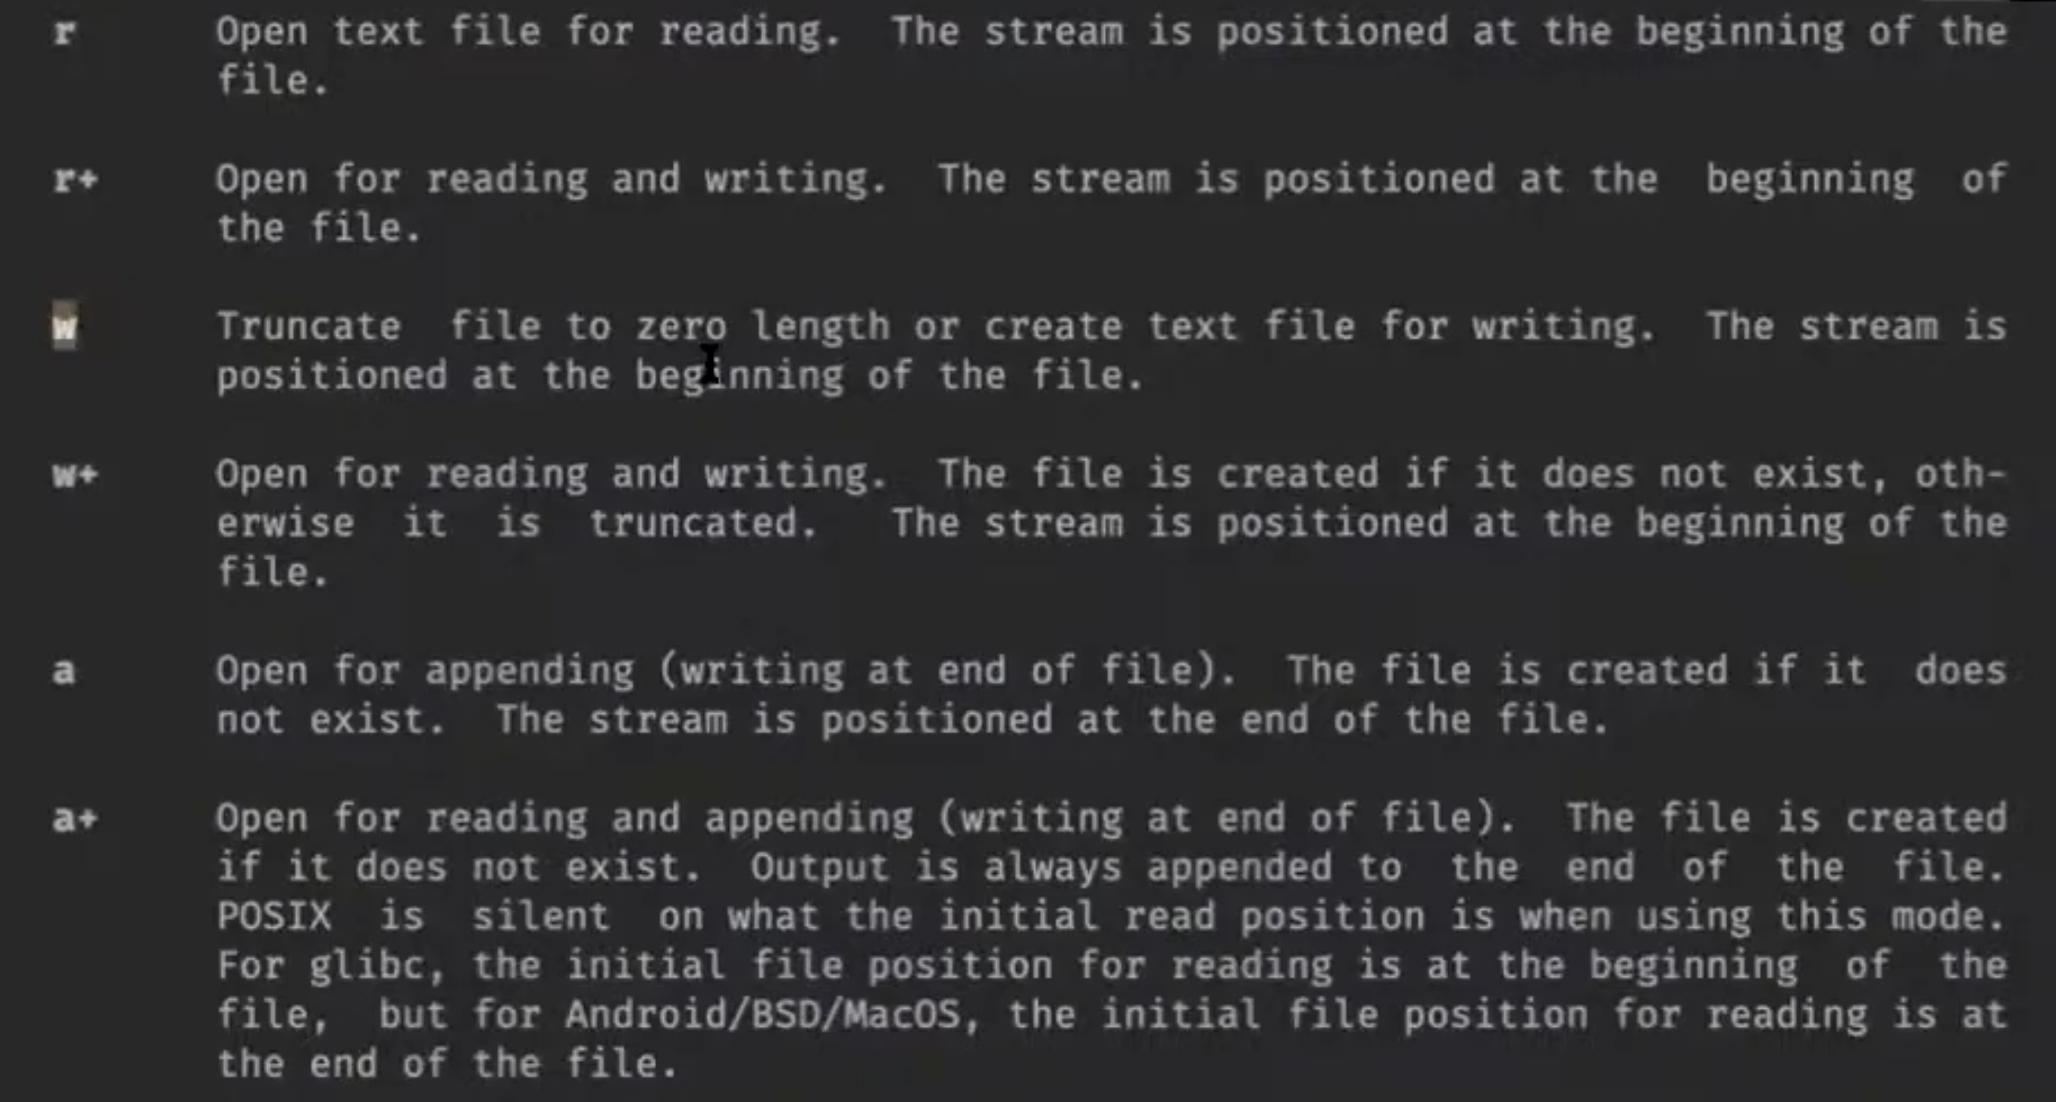 r Open text file for reading. The stream is positioned at the beginning of the
file.
r+ Open for reading and writing. The stream is positioned at the beginning of
the file.
w Truncate file to zero length or create text file for writing. The stream is
positioned at the beginning of the file.
w+ Open for reading and writing. The file is created if it does not exist, oth-
erwise it is truncated. The stream is positioned at the beginning of the
file.
a Open for appending (writing at end of file). The file is created if it does
not exist. The stream is positioned at the end of the file.
a+ Open for reading and appending (writing at end of file). The file is created
if it does not exist. Output is always appended to the end of the file.
POSIX is silent on what the initial read position is when using this mode.
For glibc, the initial file position for reading is at the beginning of the
file, but for Android/BSD/MacOS, the initial file position for reading is at
the end of the file.